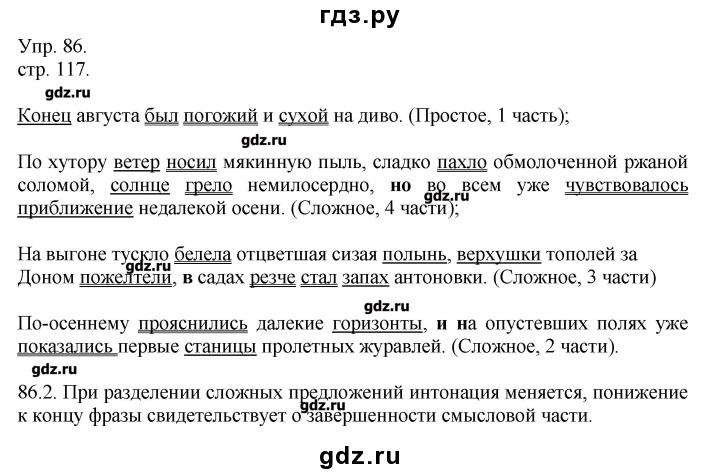 гдз.ру
Упр. 86.
стр. 117.
gdz.ru
Конец августа был погожий и сухой на диво. (Простое, 1 часть);
gdz.ru
По хутору ветер носил мякинную пыль, сладко пахло обмолоченной ржаной
соломой, солнце грело немилосердно, но во всем уже чувствовалось
gdz.ru
приближение недалекой осени. (Сложное, 4 части);
На выгоне тускло белела отцветшая сизая полынь, верхушки тополей за
gdz.ru
Доном пожелтели, в садах резче стал запах антоновки. (Сложное, 3 части)
gdz.ru
По-осеннему прояснились далекие горизонты, и на опустевших полях уже
показались первые станицы пролетных журавлей. (Сложное, 2 части).
gdz.ru
86.2. При разделении сложных предложений интонация меняется, понижение
gdz.ru
к концу фразы свидетельствует о завершенности смысловой части.
gdz.ru